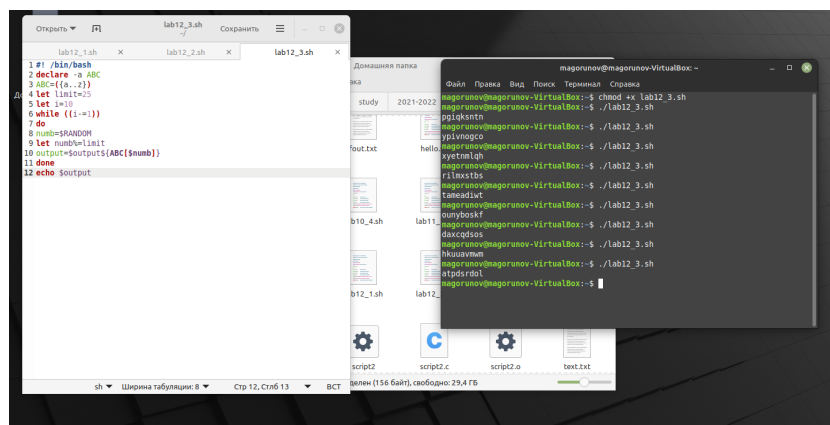 Открыть
lab12_3.sh
~/
Сохранить
lab12_1.sh ×
lab12_2.sh ×
lab12_3.sh ×
1 #! /bin/bash
2 declare -a ABC
3 ABC=({a..z})
4 let limit=25
5 let i=10
6 while ((i-=1))
7 do
8 numb=$RANDOM
9 let numb%=limit
10 output=$output${ABC[$numb]}
11 done
12 echo $output
sh Ширина табуляции: 8 Стр 12, Стлб 13 ВСТ
Домашняя папка
study 2021-2022
fout.txt hello.
b10_4.sh lab11_
b12_1.sh lab12_
script2 script2.c script2.o text.txt
делен (156 байт), свободно: 29,4 ГБ
magorunov@magorunov-VirtualBox: ~
Файл Правка Вид Поиск Терминал Справка
magorunov@magorunov-VirtualBox:~$ chmod +x lab12_3.sh
magorunov@magorunov-VirtualBox:~$ ./lab12_3.sh
pgiqksntn
magorunov@magorunov-VirtualBox:~$ ./lab12_3.sh
ypivnogco
magorunov@magorunov-VirtualBox:~$ ./lab12_3.sh
xyetnmlqh
magorunov@magorunov-VirtualBox:~$ ./lab12_3.sh
rilmxstbs
magorunov@magorunov-VirtualBox:~$ ./lab12_3.sh
tameadiwt
magorunov@magorunov-VirtualBox:~$ ./lab12_3.sh
ounyboskf
magorunov@magorunov-VirtualBox:~$ ./lab12_3.sh
daxcqdsos
magorunov@magorunov-VirtualBox:~$ ./lab12_3.sh
hkuuavmwm
magorunov@magorunov-VirtualBox:~$ ./lab12_3.sh
atpdsrdol
magorunov@magorunov-VirtualBox:~$